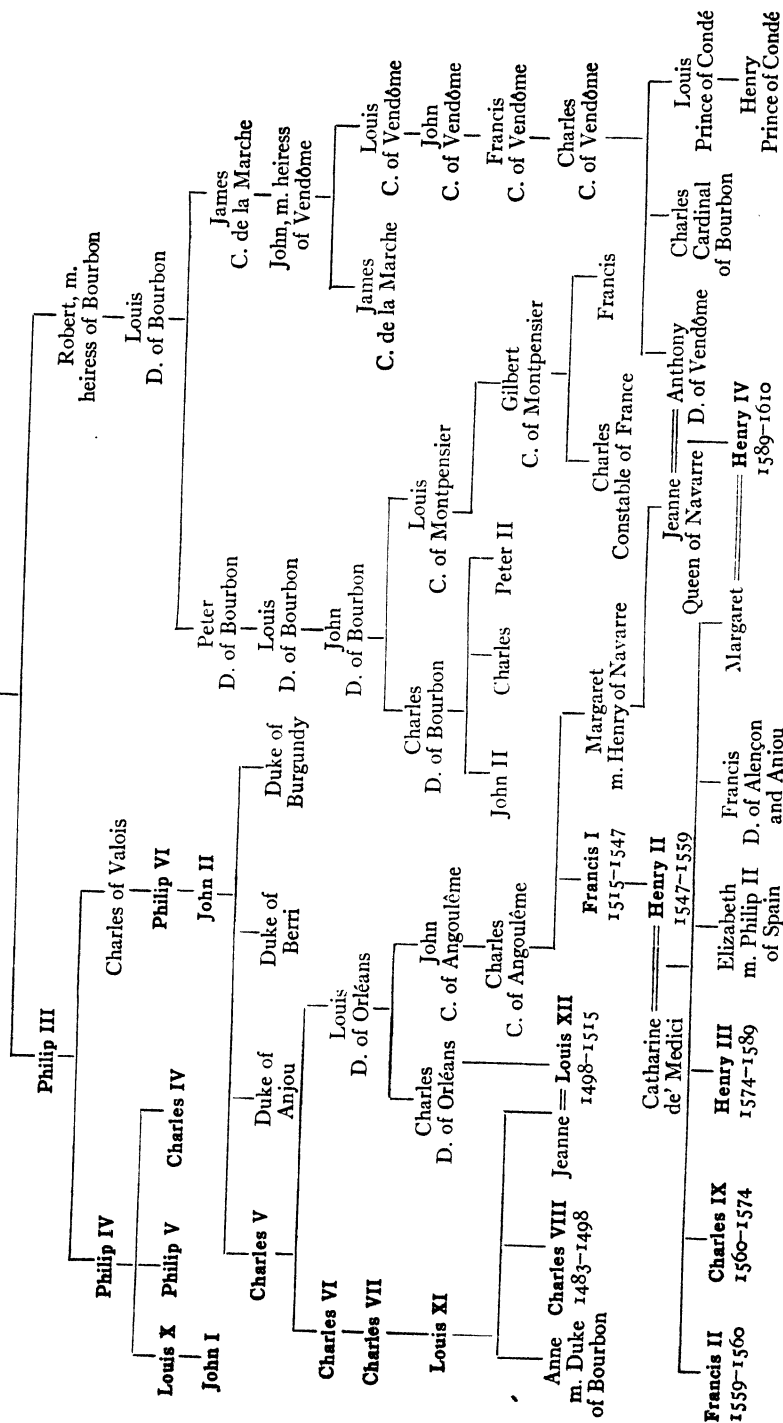 Philip III
Robert, m.
heiress of Bourbon
Philip IV
Charles of Valois
Louis
D. of Bourbon
Louis X
Philip V
Charles IV
Philip VI
John I
John II
Peter
D. of Bourbon
James
C. de la Marche
Charles V
Duke of
Anjou
Duke of
Berri
Duke of
Burgundy
Louis
D. of Bourbon
John, m. heiress
of Vendôme
Charles VI
Louis
D. of Orléans
John
D. of Bourbon
James
C. de la Marche
Louis
C. of Vendôme
Charles VII
Charles
D. of Orléans
John
C. of Angoulême
Charles
D. of Bourbon
Louis
C. of Montpensier
John
C. of Vendôme
Louis XI
Charles
C. of Angoulême
John II
Charles
Peter II
Gilbert
C. of Montpensier
Francis
C. of Vendôme
Anne
m. Duke
of Bourbon
Charles VIII
1483–1498
Jeanne
Louis XII
1498–1515
Francis I
1515–1547
Margaret
m. Henry of Navarre
Charles
Constable of France
Francis
Charles
C. of Vendôme
Catharine
de' Medici
Henry II
1547–1559
Jeanne
Queen of Navarre
Anthony
D. of Vendôme
Charles
Cardinal
of Bourbon
Louis
Prince of Condé
Francis II
1559–1560
Charles IX
1560–1574
Henry III
1574–1589
Elizabeth
m. Philip II
of Spain
Francis
D. of Alençon
and Anjou
Margaret
Henry IV
1589–1610
Henry
Prince of Condé